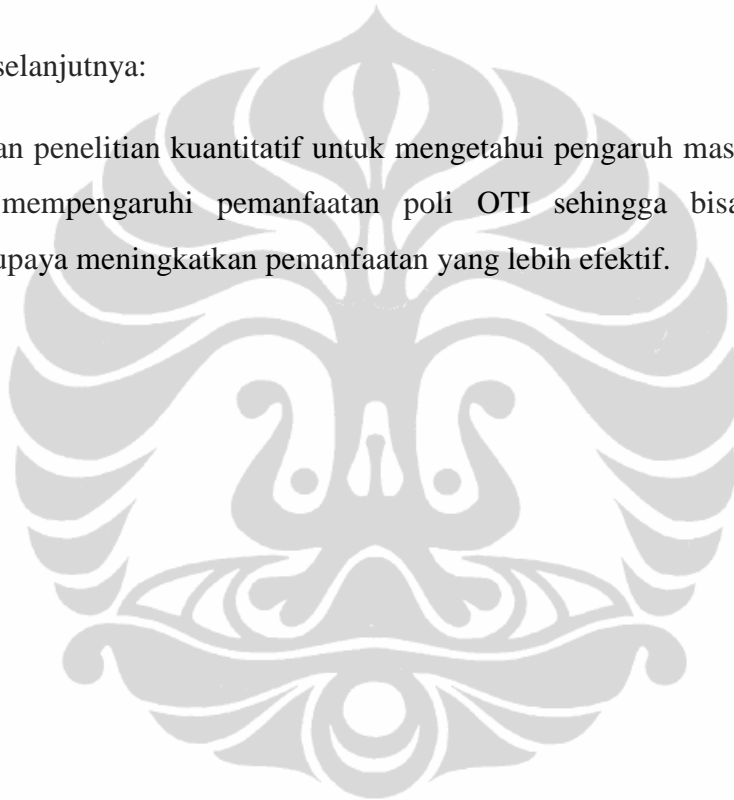 selanjutnya:
an penelitian kuantitatif untuk mengetahui pengaruh mas
mempengaruhi pemanfaatan poli OTI sehingga bisa
upaya meningkatkan pemanfaatan yang lebih efektif.